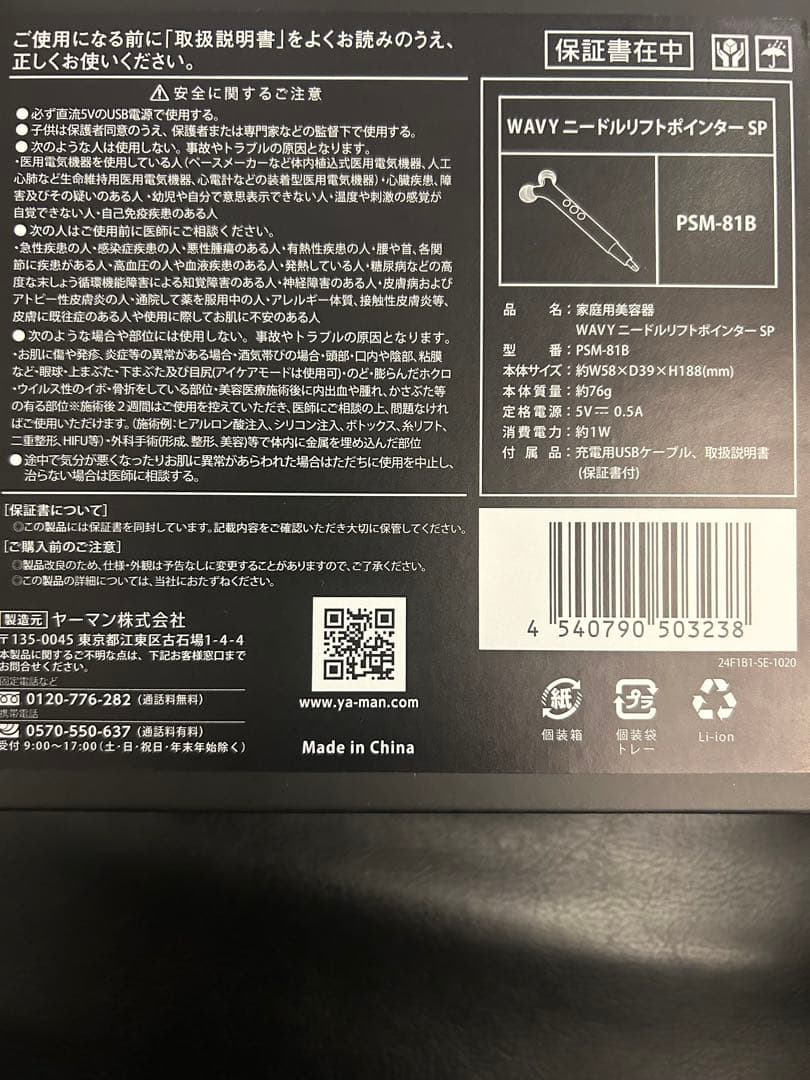 ご使用になる前に「取扱説明書」をよくお読みのうえ、
正しくお使いください。
⚠安全に関するご注意
●必ず直流5VのUSB電源で使用する。
●子供は保護者同意のうえ、保護者または専門家などの監督下で使用する。
●次のような人は使用しない。事故やトラブルの原因となります。
・医用電気機器を使用している人(ペースメーカーなど体内植込式医用電気機器、人工
心肺など生命維持用医用電気機器、心電計などの装着型医用電気機器)・心臓疾患、障
害及びその疑いのある人・幼児や自分で意思表示できない人・温度や刺激の感覚が
自覚できない人・自己免疫疾患のある人
●次の人はご使用前に医師にご相談ください。
・急性疾患の人・感染症疾患の人・悪性腫瘍のある人・有熱性疾患の人・腰や首、各関
節に疾患がある人・高血圧の人や血液疾患のある人・発熱している人・糖尿病などの高
度な末しょう循環機能障害による知覚障害のある人・神経障害のある人・皮膚病および
アトピー性皮膚炎の人・通院して薬を服用中の人・アレルギー体質、接触性皮膚炎等、
皮膚に既往症のある人や使用に際してお肌に不安のある人
●次のような場合や部位には使用しない。事故やトラブルの原因となります。
・お肌に傷や発疹、炎症等の異常がある場合・酒気帯びの場合・頭部・口内や陰部、粘膜
など・眼球・上まぶた・下まぶた及び目尻(アイケアモードは使用可)・のど・膨らんだホクロ
・ウイルス性のイボ・骨折をしている部位・美容医療施術後に内出血や腫れ、かさぶた等
の有る部位※施術後2週間はご使用を控えていただき、医師にご相談の上、問題なけれ
ばご使用いただけます。(施術例:ヒアルロン酸注入、シリコン注入、ボトックス、糸リフト、
二重整形、HIFU等)・外科手術(形成、整形、美容)等で体内に金属を埋め込んだ部位
●途中で気分が悪くなったりお肌に異常があらわれた場合はただちに使用を中止し、
治らない場合は医師に相談する。
[保証書について]
◎この製品には保証書を同封しています。記載内容をご確認いただき大切に保管してください。
[ご購入前のご注意]
◎製品改良のため、仕様・外観は予告なしに変更することがありますので、ご了承ください。
◎この製品の詳細については、当社におたずねください。
製造元 ヤーマン株式会社
〒135-0045 東京都江東区古石場1-4-4
本製品に関するご不明な点は、下記お客様窓口まで
お問合せください。
固定電話など
0120-776-282 (通話料無料)
携帯電話
0570-550-637 (通話料有料)
受付 9:00〜17:00(土・日・祝日・年末年始除く)
www.ya-man.com
Made in China
保証書在中
WAVY ニードルリフトポインター SP
PSM-81B
品 名:家庭用美容器
WAVY ニードルリフトポインター SP
型 番:PSM-81B
本体サイズ:約W58×D39×H188(mm)
本体質量:約76g
定格電源:5V⎓0.5A
消費電力:約1W
付 属 品:充電用USBケーブル、取扱説明書
(保証書付)
4 540790 503238
24F1B1-SE-1020
紙
個装箱
プラ
個装袋
トレー
Li-ion